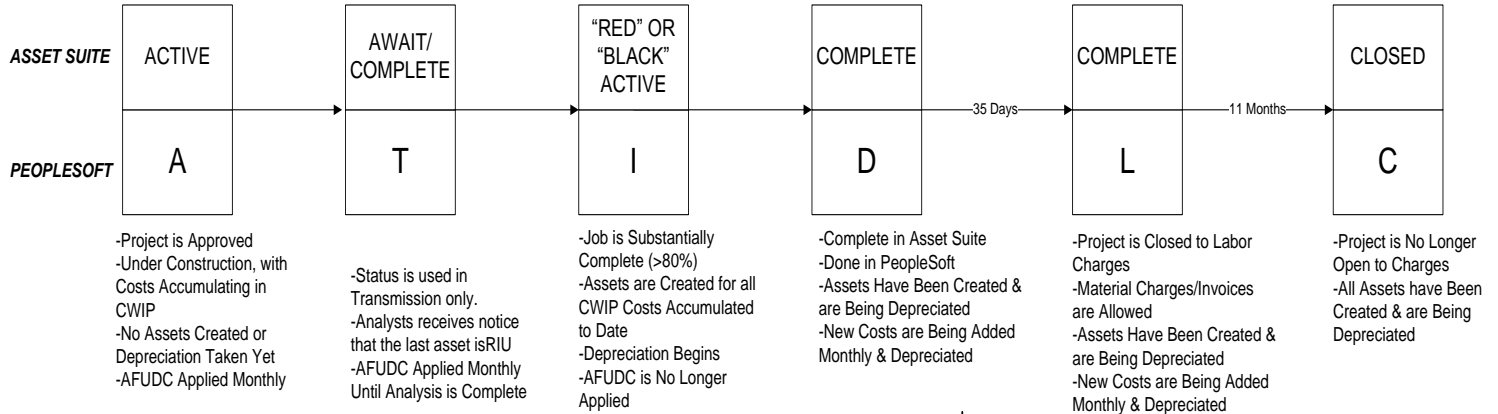 ASSET SUITE
ACTIVE
AWAIT/
COMPLETE
“RED” OR
“BLACK”
ACTIVE
COMPLETE
COMPLETE
CLOSED
35 Days
11 Months
PEOPLESOFT
A
T
I
D
L
C
-Project is Approved
-Under Construction, with
Costs Accumulating in
CWIP
-No Assets Created or
Depreciation Taken Yet
-AFUDC Applied Monthly
-Status is used in
Transmission only.
-Analysts receives notice
that the last asset isRIU
-AFUDC Applied Monthly
Until Analysis is Complete
-Job is Substantially
Complete (>80%)
-Assets are Created for all
CWIP Costs Accumulated
to Date
-Depreciation Begins
-AFUDC is No Longer
Applied
-Complete in Asset Suite
-Done in PeopleSoft
-Assets Have Been Created &
are Being Depreciated
-New Costs are Being Added
Monthly & Depreciated
-Project is Closed to Labor
Charges
-Material Charges/Invoices
are Allowed
-Assets Have Been Created &
are Being Depreciated
-New Costs are Being Added
Monthly & Depreciated
-Project is No Longer
Open to Charges
-All Assets have Been
Created & are Being
Depreciated